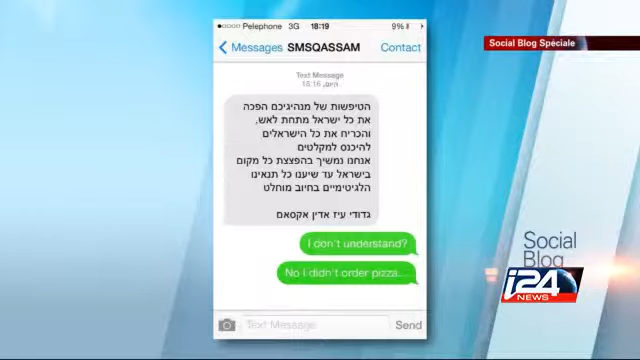 Pelephone 3G 18:19 9%
Messages SMSQASSAM Contact
Social Blog Spéciale
Text Message
היום, 18:16
הטיפשות של מנהיגיכם הפכה
את כל ישראל מתחת לאש,
והכריח את כל הישראלים
להיכנס למקלטים
אנחנו נמשיך בהפצצת כל מקום
בישראל עד שיענו כל תנאינו
הלגיטימיים בחיוב מוחלט
גדודי עיז אדין אקסאם
I don't understand?
No I didn't order pizza...
Social
Blog
i24
NEWS
Text Message Send